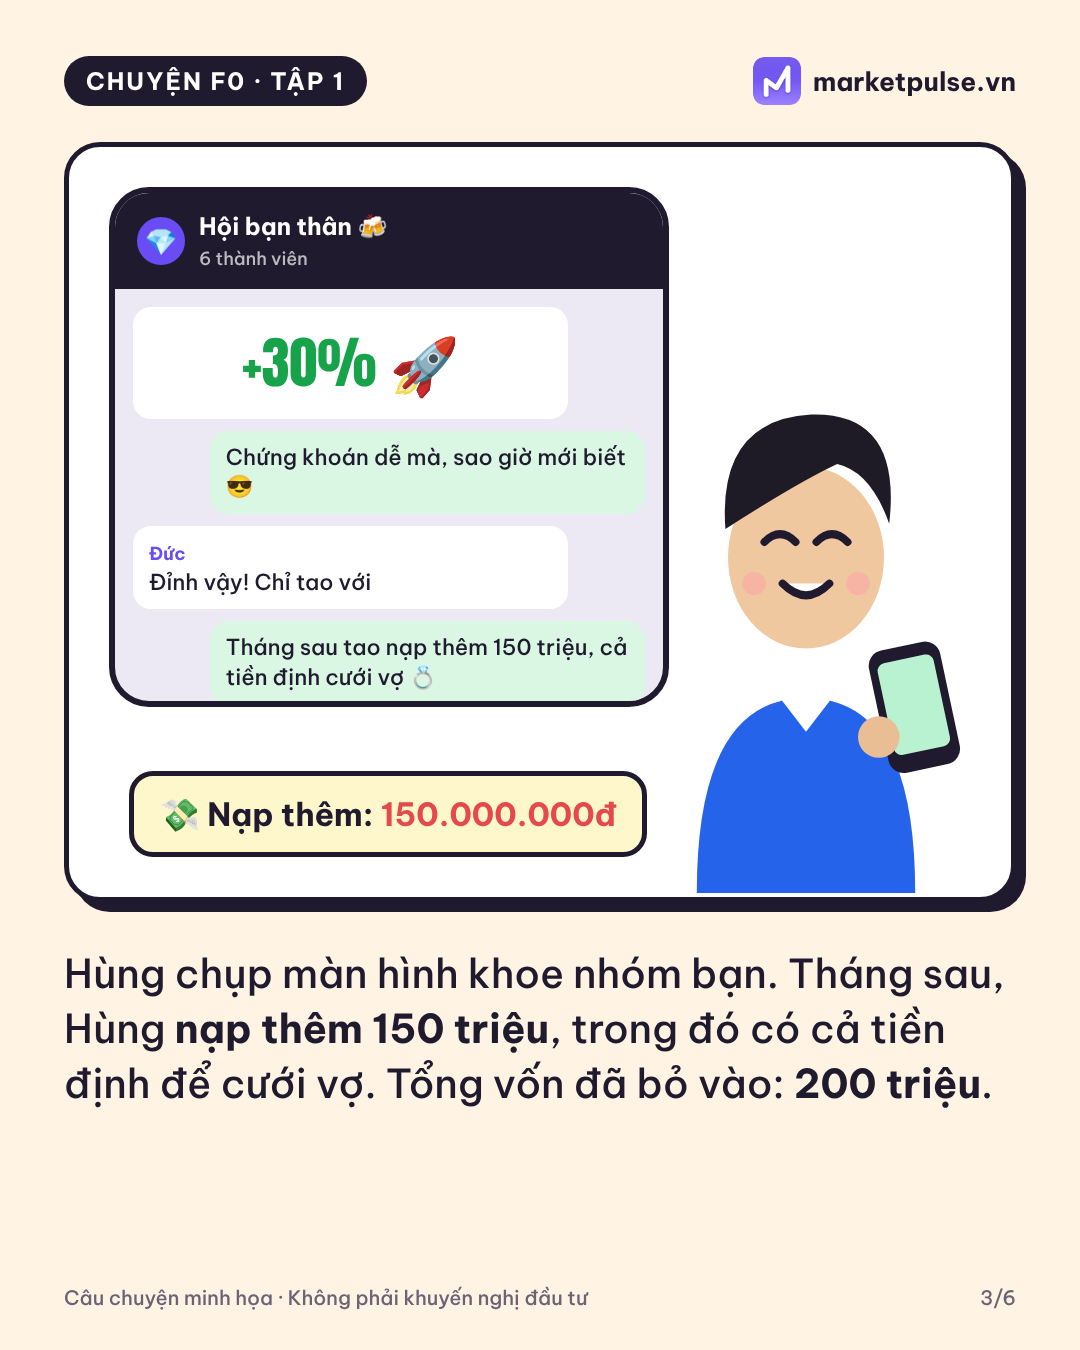 CHUYỆN F0 · TẬP 1
marketpulse.vn
Hội bạn thân 🍻
6 thành viên
+30% 🚀
Chứng khoán dễ mà, sao giờ mới biết
😎
Đức
Đỉnh vậy! Chỉ tao với
Tháng sau tao nạp thêm 150 triệu, cả
tiền định cưới vợ 💍
💸 Nạp thêm: 150.000.000đ
Hùng chụp màn hình khoe nhóm bạn. Tháng sau,
Hùng nạp thêm 150 triệu, trong đó có cả tiền
định để cưới vợ. Tổng vốn đã bỏ vào: 200 triệu.
Câu chuyện minh họa · Không phải khuyến nghị đầu tư
3/6